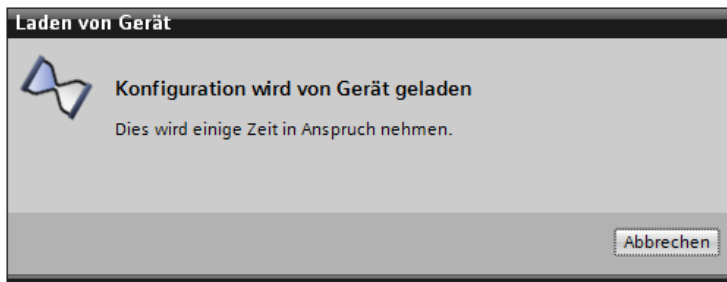 Laden von Gerät
Konfiguration wird von Gerät geladen
Dies wird einige Zeit in Anspruch nehmen.
Abbrechen